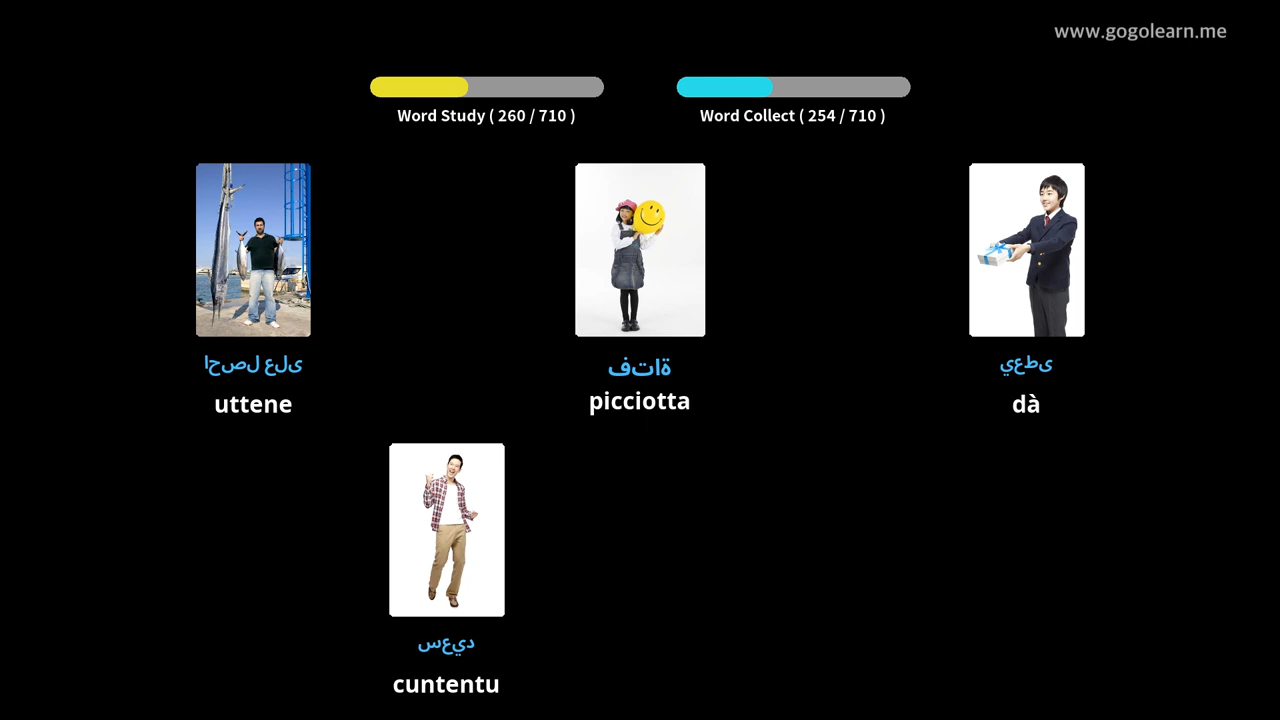 www.gogolearn.me
Word Study ( 260 / 710 )
Word Collect ( 254 / 710 )
احصل على
فتاة
يعطى
uttene
picciotta
dà
سعيد
cuntentu